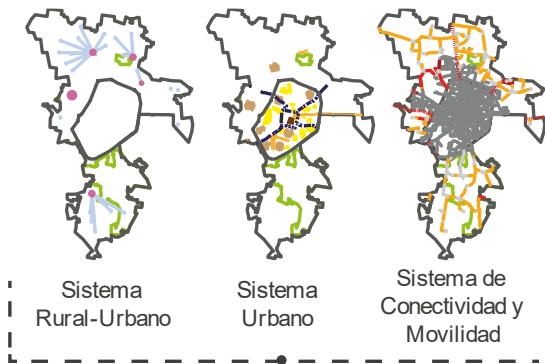 Sistema
Rural-Urbano
Sistema
Urbano
Sistema de
Conectividad y
Movilidad